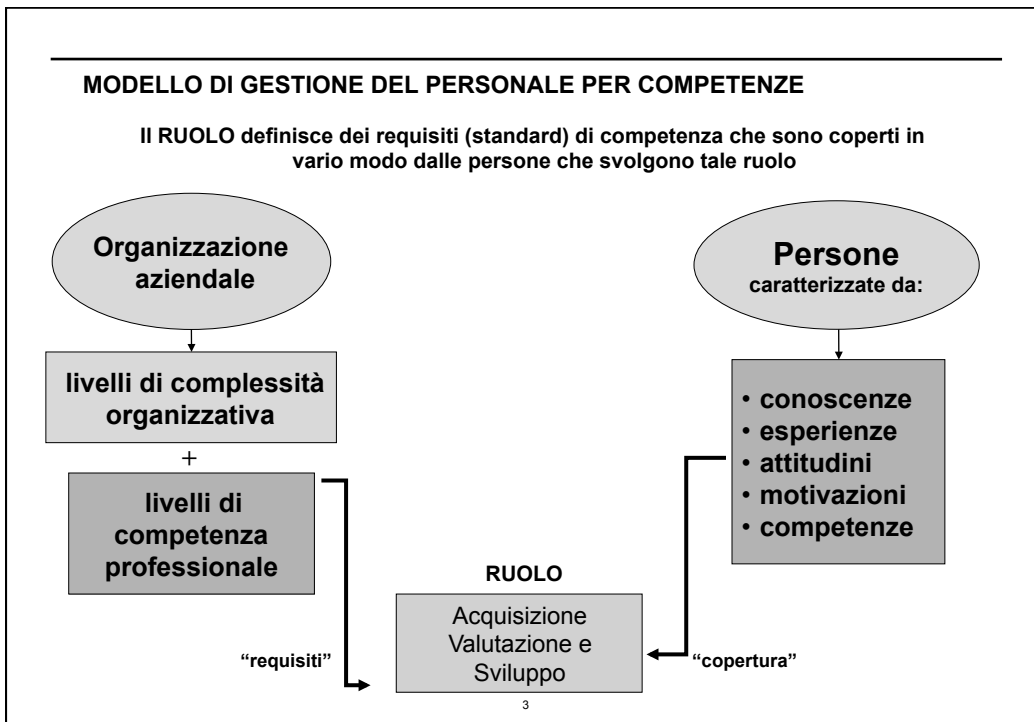 MODELLO DI GESTIONE DEL PERSONALE PER COMPETENZE
Il RUOLO definisce dei requisiti (standard) di competenza che sono coperti in
vario modo dalle persone che svolgono tale ruolo
Organizzazione
aziendale
livelli di complessità
organizzativa
+
livelli di
competenza
professionale
"requisiti"
Persone
caratterizzate da:
• conoscenze
• esperienze
• attitudini
• motivazioni
• competenze
"copertura"
RUOLO
Acquisizione
Valutazione e
Sviluppo
3